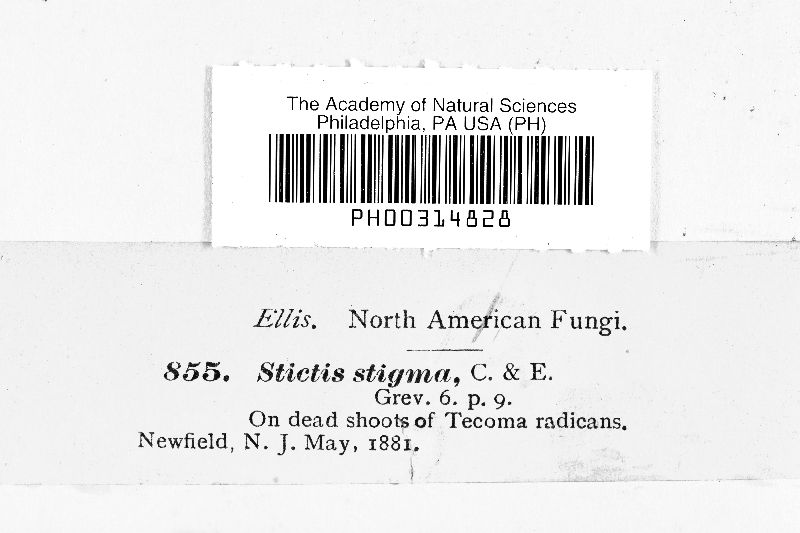 The Academy of Natural Sciences
Philadelphia, PA USA (PH)
PH00314828
Ellis. North American Fungi.
855. Stictis stigma, C. & E.
Grev. 6. p. 9.
On dead shoots of Tecoma radicans.
Newfield, N. J. May, 1881.